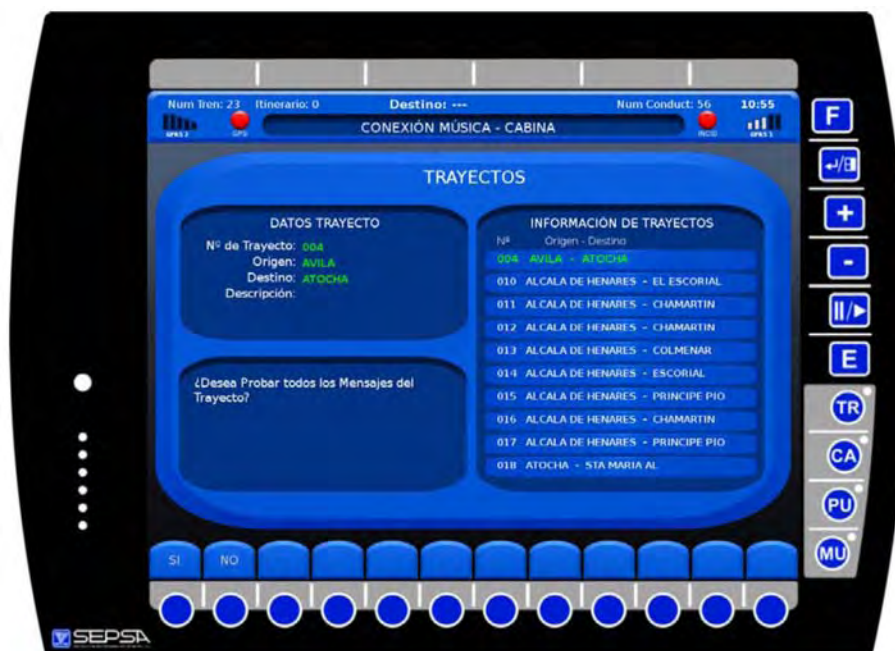 Num Tren: 23 Itinerario: 0 Destino: --- Num Conduct: 56 10:55
GPRS 2 GPS CONEXIÓN MÚSICA - CABINA INCID GPRS 1
TRAYECTOS
DATOS TRAYECTO
Nº de Trayecto: 004
Origen: AVILA
Destino: ATOCHA
Descripción:
¿Desea Probar todos los Mensajes del
Trayecto?
INFORMACIÓN DE TRAYECTOS
Nº Origen - Destino
004 AVILA - ATOCHA
010 ALCALA DE HENARES - EL ESCORIAL
011 ALCALA DE HENARES - CHAMARTIN
012 ALCALA DE HENARES - CHAMARTIN
013 ALCALA DE HENARES - COLMENAR
014 ALCALA DE HENARES - ESCORIAL
015 ALCALA DE HENARES - PRINCIPE PIO
016 ALCALA DE HENARES - CHAMARTIN
017 ALCALA DE HENARES - PRINCIPE PIO
018 ATOCHA - STA MARIA AL
SI NO
F
+
-
E
TR
CA
PU
MU
SEPSA